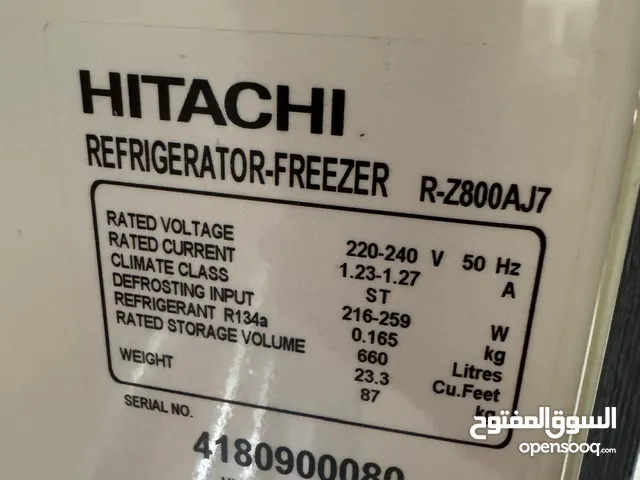 HITACHI
REFRIGERATOR-FREEZER R-Z800AJ7
RATED VOLTAGE 220-240 V 50 Hz
RATED CURRENT 1.23-1.27 A
CLIMATE CLASS ST
DEFROSTING INPUT 216-259 W
REFRIGERANT R134a 0.165 kg
RATED STORAGE VOLUME 660 Litres
23.3 Cu.Feet
WEIGHT 87 kg
SERIAL NO. 4180900080
السوق المفتوح
opensooq.com